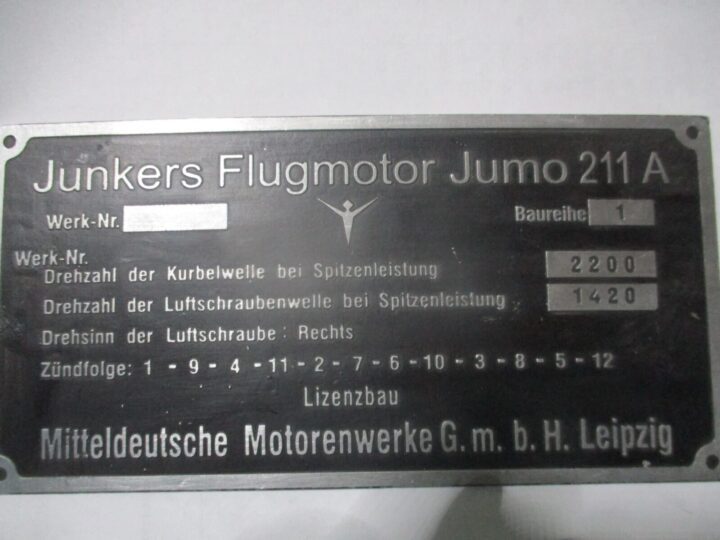 Junkers Flugmotor Jumo 211 A
Werk-Nr. Baureihe 1
Werk-Nr.
Drehzahl der Kurbelwelle bei Spitzenleistung 2200
Drehzahl der Luftschraubenwelle bei Spitzenleistung 1420
Drehsinn der Luftschraube: Rechts
Zündfolge: 1 - 9 - 4 - 11 - 2 - 7 - 6 - 10 - 3 - 8 - 5 - 12
Lizenzbau
Mitteldeutsche Motorenwerke G. m. b. H. Leipzig